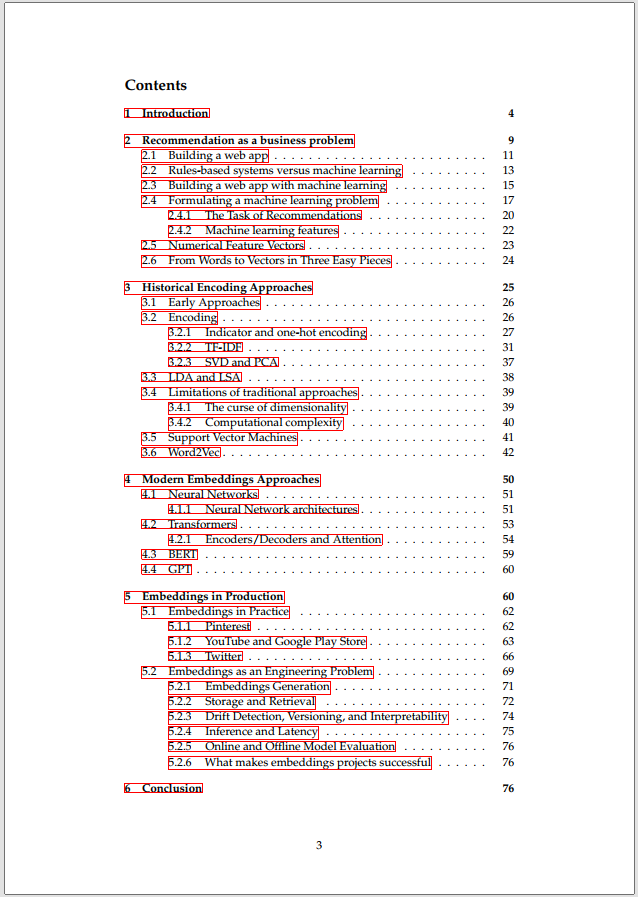 Contents
1 Introduction 4
2 Recommendation as a business problem 9
2.1 Building a web app . . . . . . . . . . . . . . . . . . . . . . . . . 11
2.2 Rules-based systems versus machine learning . . . . . . . . . . 13
2.3 Building a web app with machine learning . . . . . . . . . . . 15
2.4 Formulating a machine learning problem . . . . . . . . . . . . 17
2.4.1 The Task of Recommendations . . . . . . . . . . . . . 20
2.4.2 Machine learning features . . . . . . . . . . . . . . . . 22
2.5 Numerical Feature Vectors . . . . . . . . . . . . . . . . . . . . 23
2.6 From Words to Vectors in Three Easy Pieces . . . . . . . . . . 24
3 Historical Encoding Approaches 25
3.1 Early Approaches . . . . . . . . . . . . . . . . . . . . . . . . . 26
3.2 Encoding . . . . . . . . . . . . . . . . . . . . . . . . . . . . . 26
3.2.1 Indicator and one-hot encoding . . . . . . . . . . . . . 27
3.2.2 TF-IDF . . . . . . . . . . . . . . . . . . . . . . . . . . 31
3.2.3 SVD and PCA . . . . . . . . . . . . . . . . . . . . . . 37
3.3 LDA and LSA . . . . . . . . . . . . . . . . . . . . . . . . . . . 38
3.4 Limitations of traditional approaches . . . . . . . . . . . . . . 39
3.4.1 The curse of dimensionality . . . . . . . . . . . . . . . 39
3.4.2 Computational complexity . . . . . . . . . . . . . . . 40
3.5 Support Vector Machines . . . . . . . . . . . . . . . . . . . . . 41
3.6 Word2Vec . . . . . . . . . . . . . . . . . . . . . . . . . . . . . 42
4 Modern Embeddings Approaches 50
4.1 Neural Networks . . . . . . . . . . . . . . . . . . . . . . . . . 51
4.1.1 Neural Network architectures . . . . . . . . . . . . . . 51
4.2 Transformers . . . . . . . . . . . . . . . . . . . . . . . . . . . 53
4.2.1 Encoders/Decoders and Attention . . . . . . . . . . . 54
4.3 BERT . . . . . . . . . . . . . . . . . . . . . . . . . . . . . . . 59
4.4 GPT . . . . . . . . . . . . . . . . . . . . . . . . . . . . . . . . 60
5 Embeddings in Production 60
5.1 Embeddings in Practice . . . . . . . . . . . . . . . . . . . . . 62
5.1.1 Pinterest . . . . . . . . . . . . . . . . . . . . . . . . . 62
5.1.2 YouTube and Google Play Store . . . . . . . . . . . . . 63
5.1.3 Twitter . . . . . . . . . . . . . . . . . . . . . . . . . . 66
5.2 Embeddings as an Engineering Problem . . . . . . . . . . . . . 69
5.2.1 Embeddings Generation . . . . . . . . . . . . . . . . . 71
5.2.2 Storage and Retrieval . . . . . . . . . . . . . . . . . . 72
5.2.3 Drift Detection, Versioning, and Interpretability . . . . 74
5.2.4 Inference and Latency . . . . . . . . . . . . . . . . . . 75
5.2.5 Online and Offline Model Evaluation . . . . . . . . . . 76
5.2.6 What makes embeddings projects successful . . . . . . 76
6 Conclusion 76
3